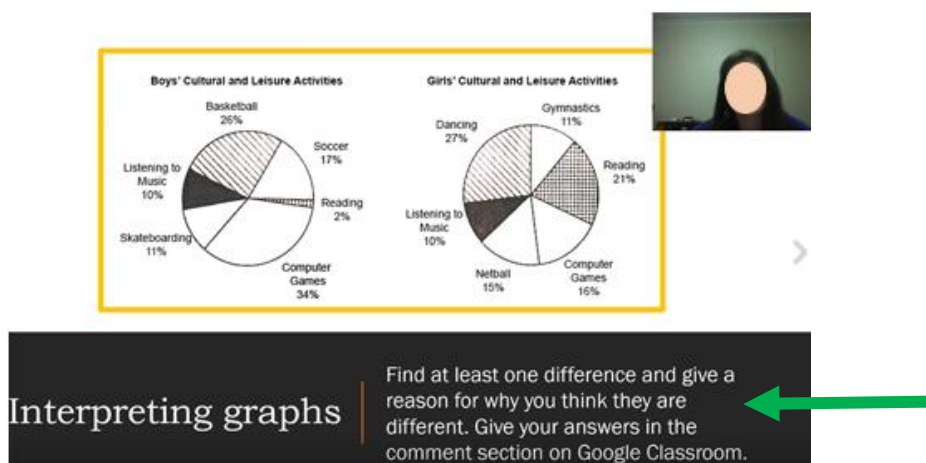 Boys' Cultural and Leisure Activities
Basketball
26%
Soccer
17%
Listening to
Music
10%
Reading
2%
Skateboarding
11%
Computer
Games
34%
Girls' Cultural and Leisure Activities
Gymnastics
11%
Dancing
27%
Reading
21%
Listening to
Music
10%
Netball
15%
Computer
Games
16%
Interpreting graphs
Find at least one difference and give a
reason for why you think they are
different. Give your answers in the
comment section on Google Classroom.